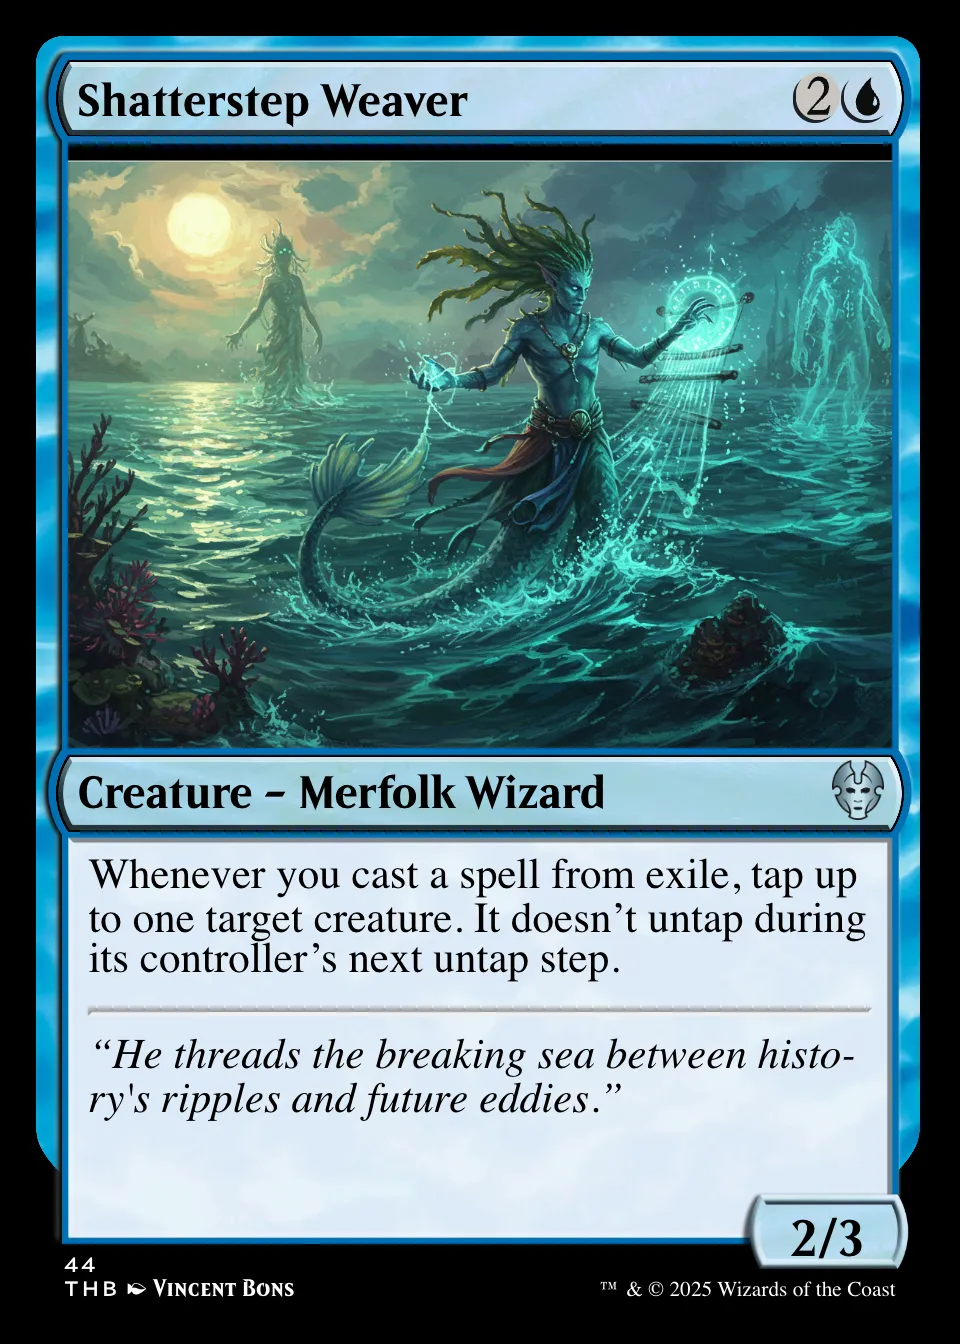 Shatterstep Weaver 2
Creature – Merfolk Wizard
Whenever you cast a spell from exile, tap up
to one target creature. It doesn’t untap during
its controller’s next untap step.
“He threads the breaking sea between histo-
ry's ripples and future eddies.”
2/3
44
THB VINCENT BONS
™ & © 2025 Wizards of the Coast